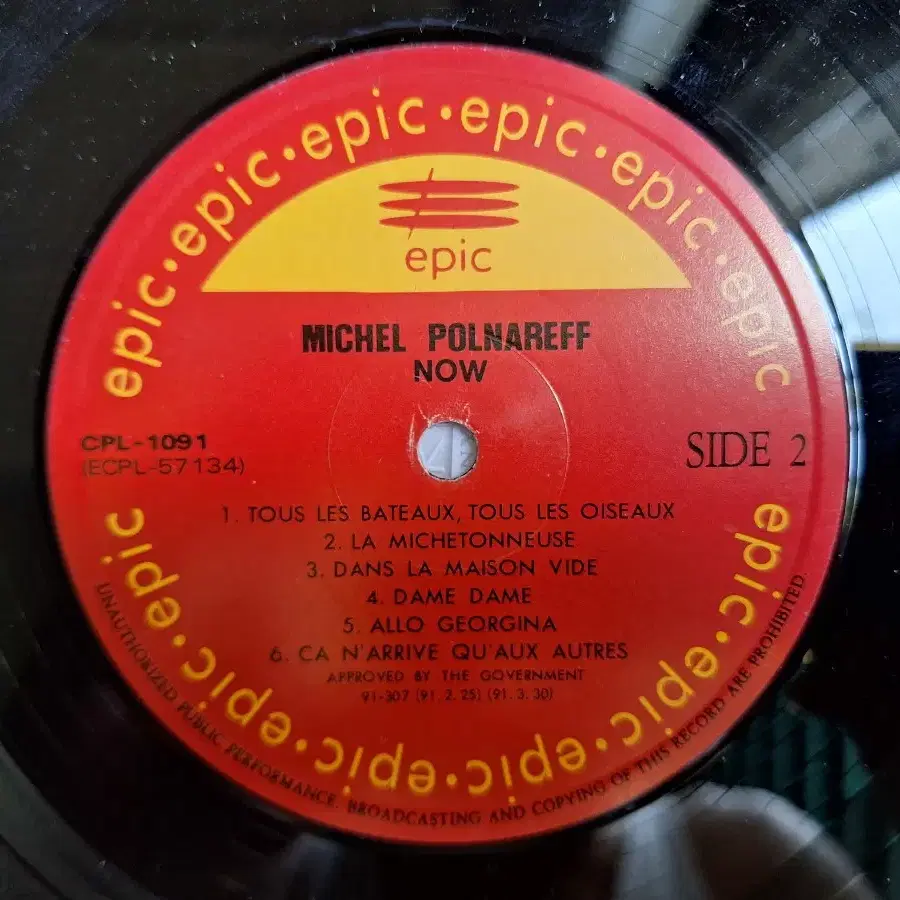 epic•epic•epic•epic•epic•epic•epic
epic
MICHEL POLNAREFF
NOW
CPL-1091
(ECPL-57134)
SIDE 2
1. TOUS LES BATEAUX, TOUS LES OISEAUX
2. LA MICHETONNEUSE
3. DANS LA MAISON VIDE
4. DAME DAME
5. ALLO GEORGINA
6. CA N'ARRIVE QU'AUX AUTRES
APPROVED BY THE GOVERNMENT
91-307 (91.2.25) (91.3.30)
epic•epic•epic•epic•epic•epic•epic•epic
UNAUTHORIZED PUBLIC PERFORMANCE. BROADCASTING AND COPYING OF THIS RECORD ARE PROHIBITED.